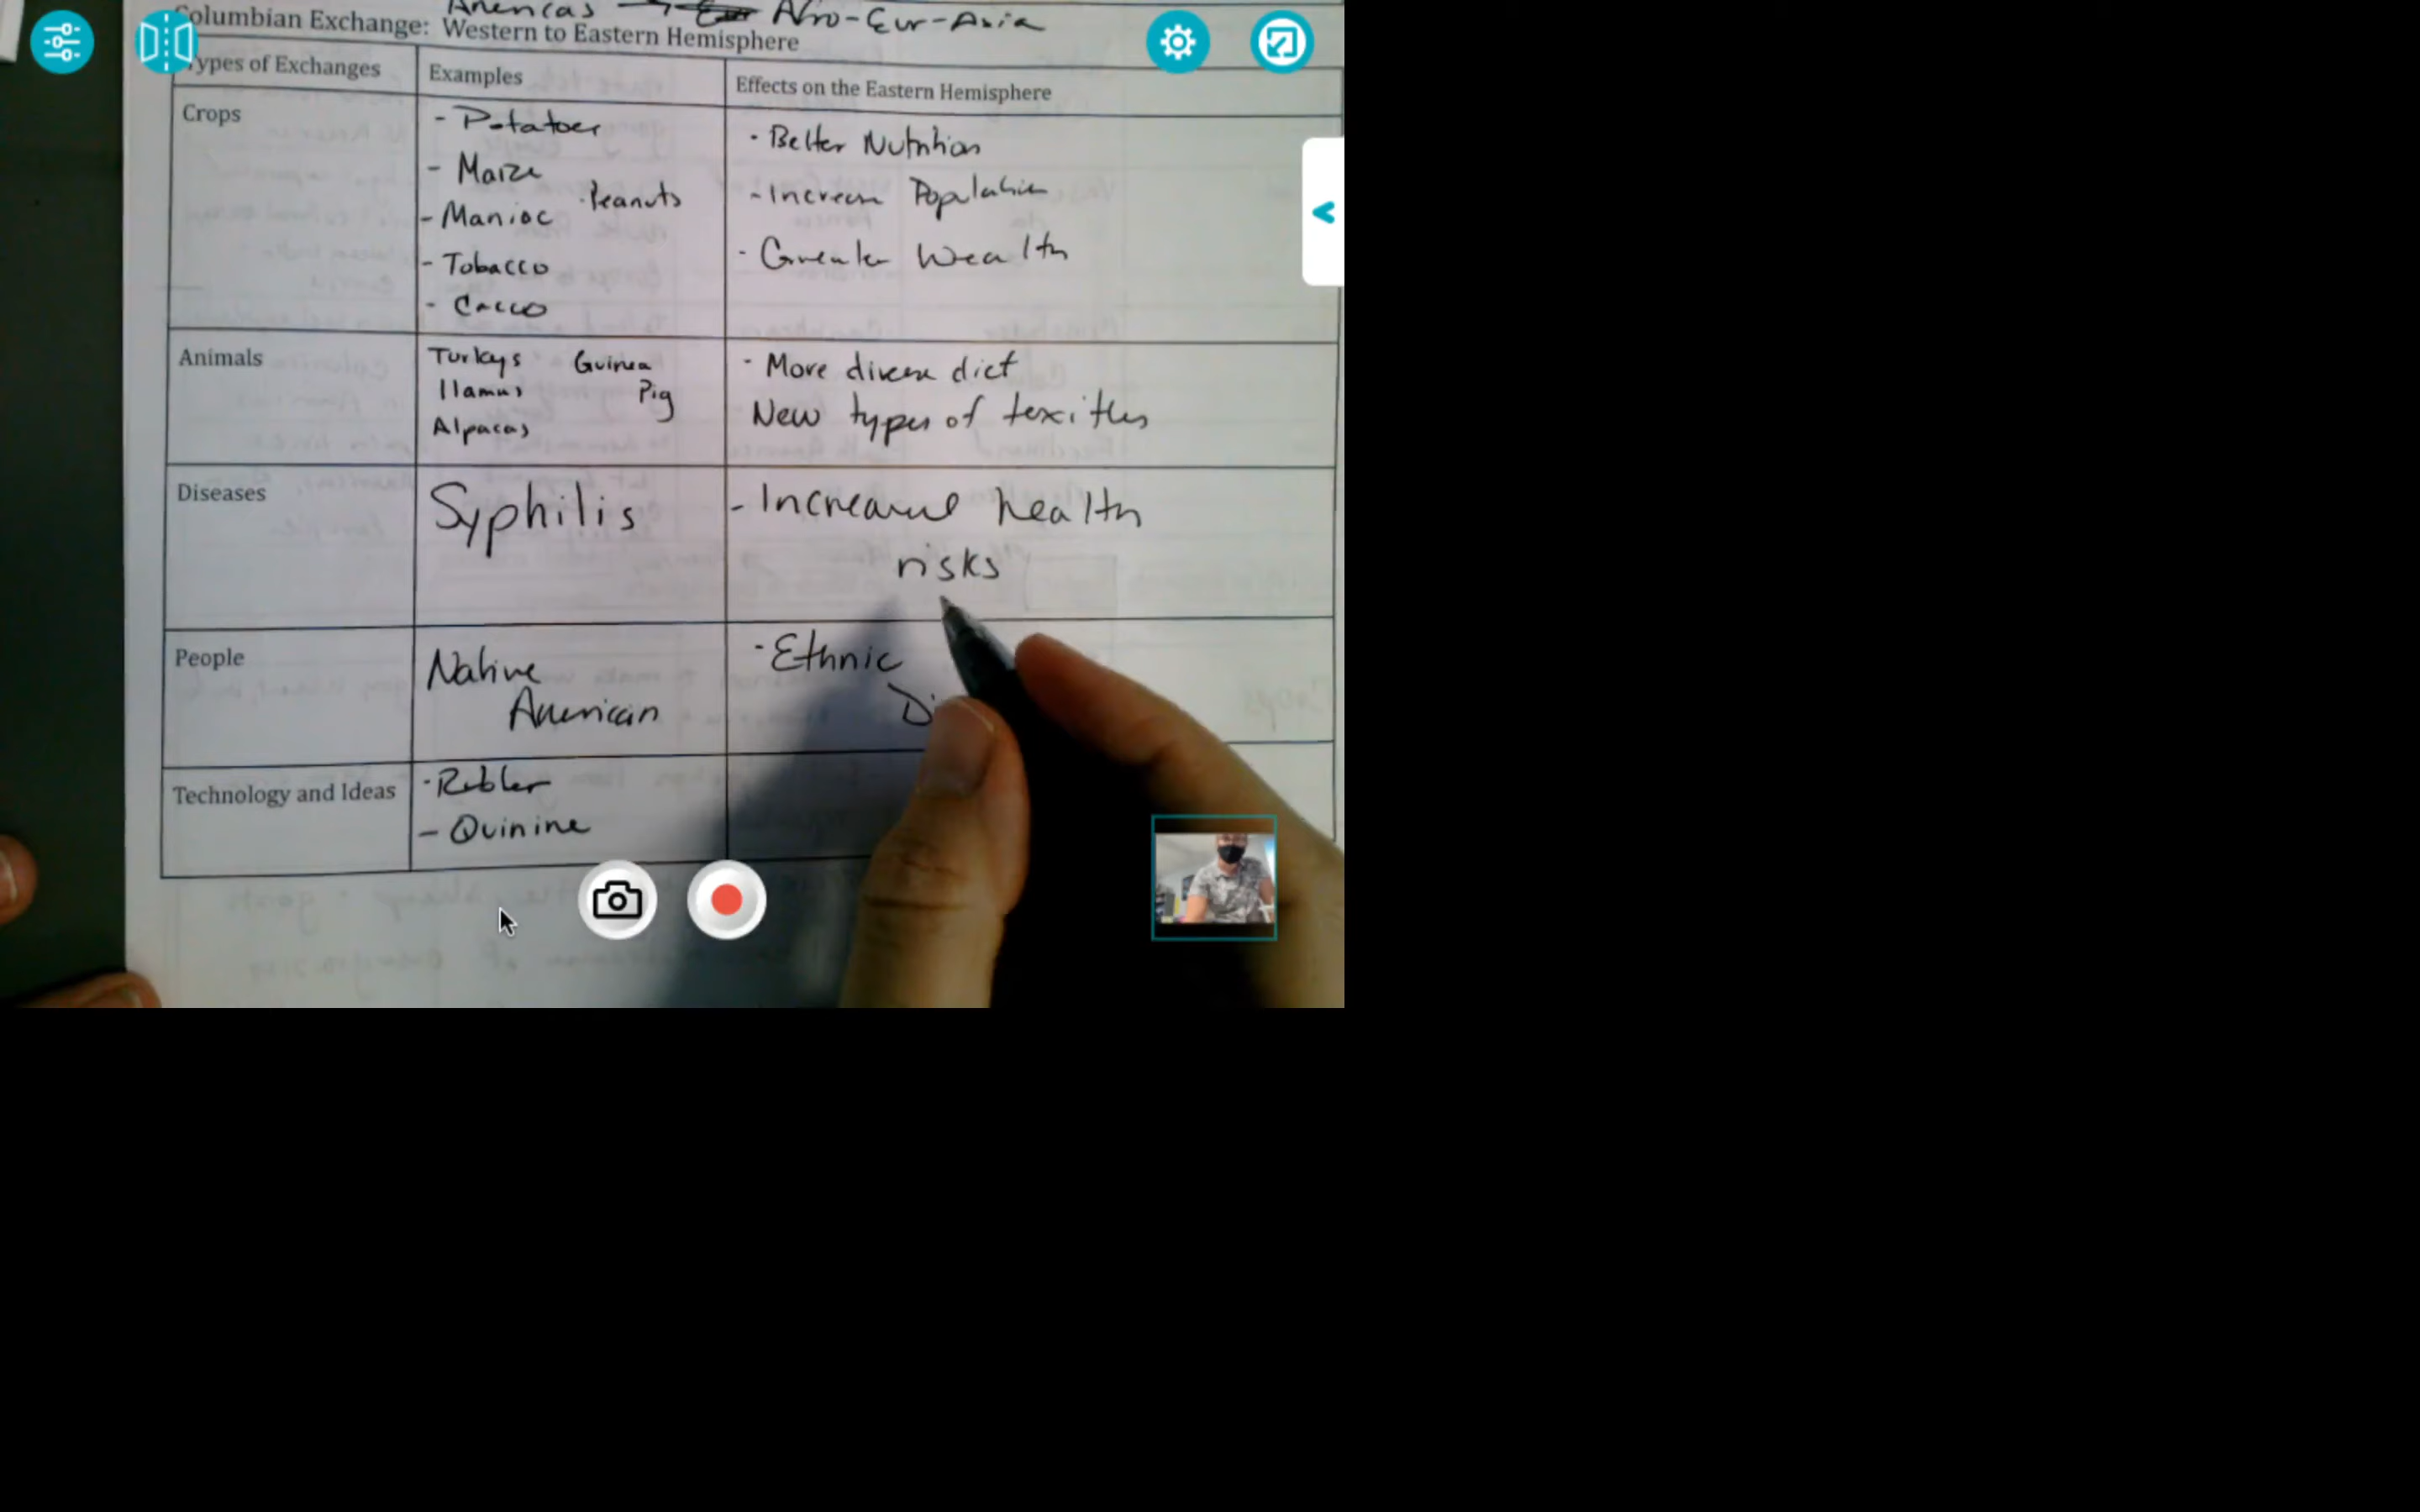 Americas → Afro-Eur-Asia
Columbian Exchange: Western to Eastern Hemisphere
Types of Exchanges Examples Effects on the Eastern Hemisphere
Crops
- Potatoes
- Maize
- Manioc · Peanuts
- Tobacco
- Cacco
· Better Nutrition
- Increase Population
· Greater Wealth
Animals
Turkeys Guinea
llamas Pig
Alpacas
· More diverse diet
New types of texitles
Diseases
Syphilis
- Increased health
risks
People
Native
American
· Ethnic
Di
Technology and Ideas
· Rubber
- Quinine